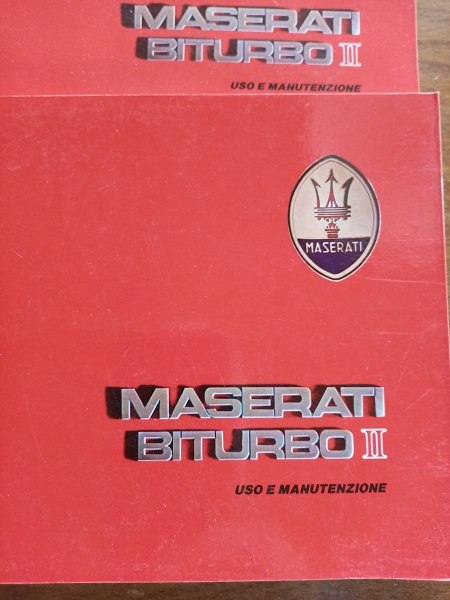 MASERATI
BITURBO II
USO E MANUTENZIONE
MASERATI
MASERATI
BITURBO II
USO E MANUTENZIONE